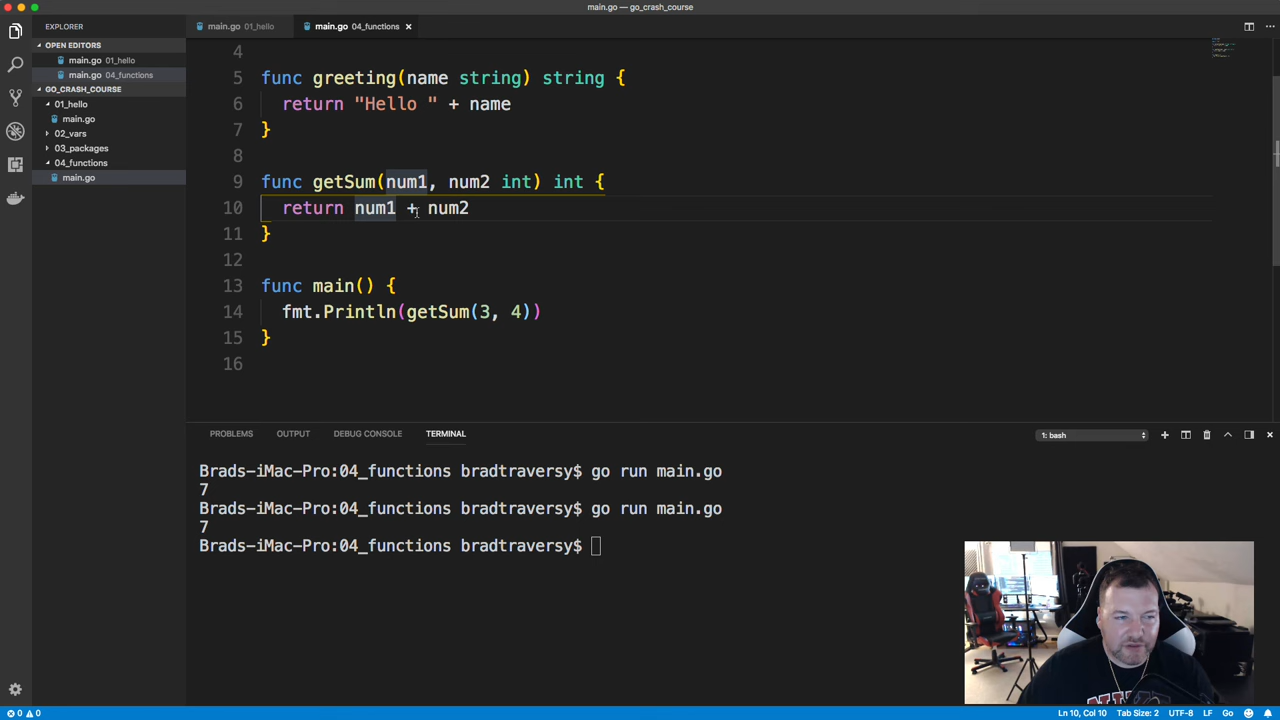 main.go — go_crash_course
EXPLORER
OPEN EDITORS
main.go 01_hello
main.go 04_functions
GO_CRASH_COURSE
01_hello
main.go
02_vars
03_packages
04_functions
main.go
main.go 01_hello
main.go 04_functions ×
4
5 func greeting(name string) string {
6 return "Hello " + name
7 }
8
9 func getSum(num1, num2 int) int {
10 return num1 + num2
11 }
12
13 func main() {
14 fmt.Println(getSum(3, 4))
15 }
16
PROBLEMS OUTPUT DEBUG CONSOLE TERMINAL 1: bash
Brads-iMac-Pro:04_functions bradtraversy$ go run main.go
7
Brads-iMac-Pro:04_functions bradtraversy$ go run main.go
7
Brads-iMac-Pro:04_functions bradtraversy$
0 0 Ln 10, Col 10 Tab Size: 2 UTF-8 LF Go